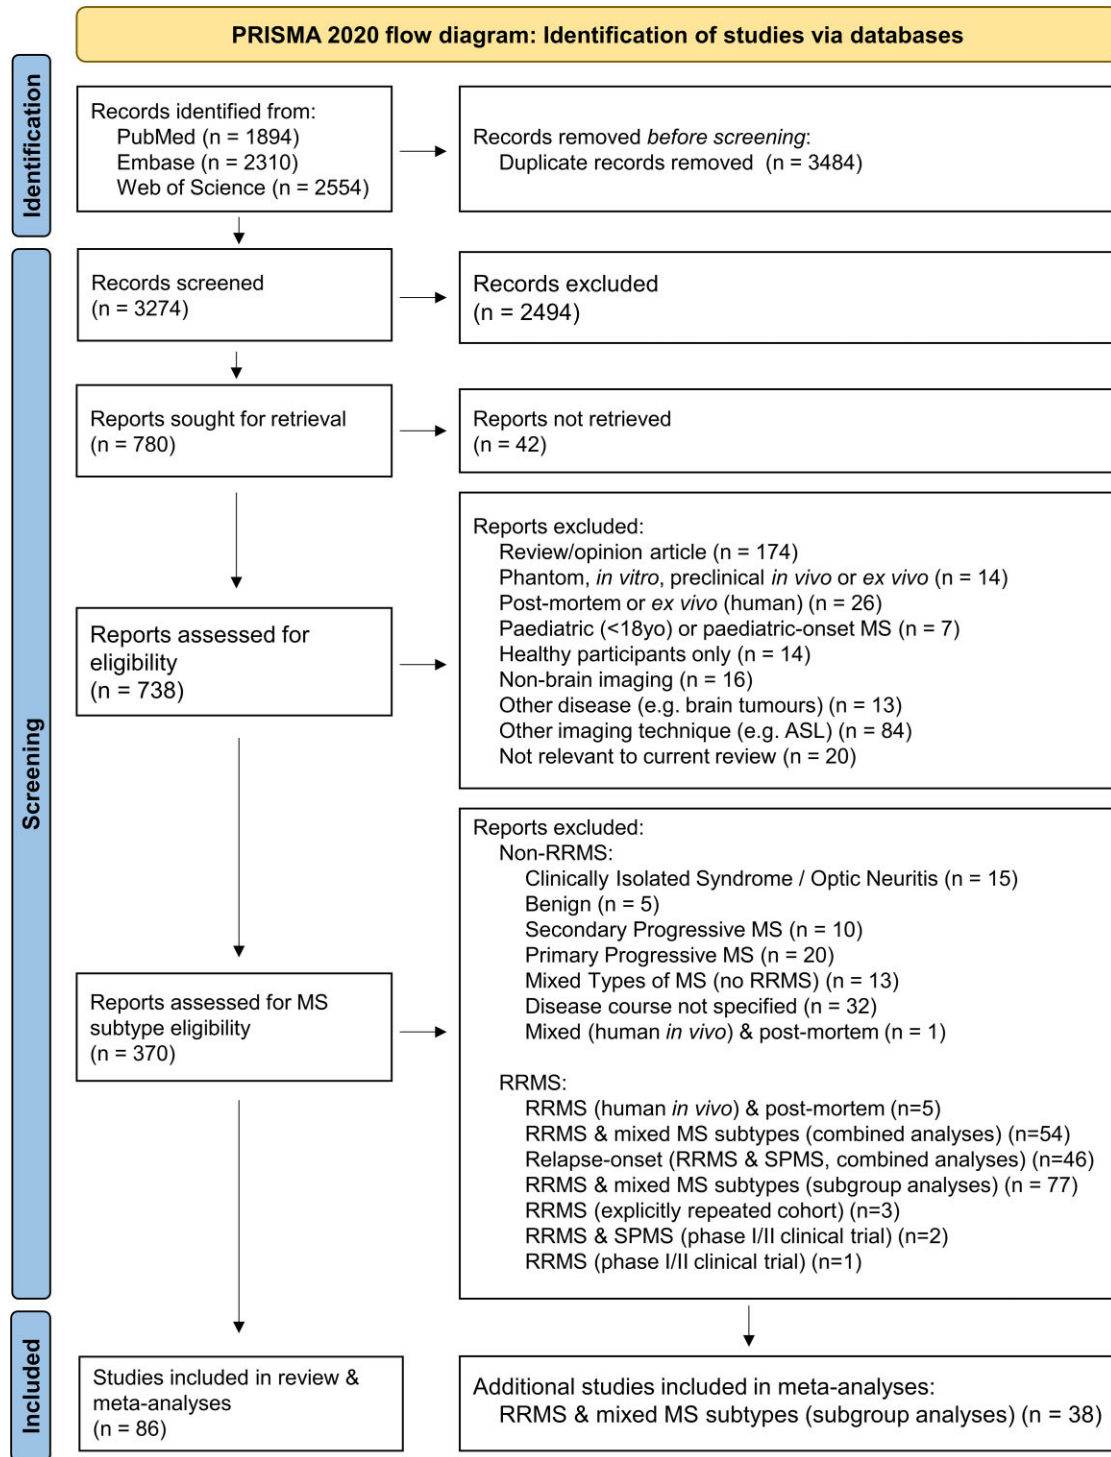 PRISMA 2020 flow diagram: Identification of studies via databases
Identification
Records identified from:
PubMed (n = 1894)
Embase (n = 2310)
Web of Science (n = 2554)
Records removed before screening:
Duplicate records removed (n = 3484)
Screening
Records screened
(n = 3274)
Records excluded
(n = 2494)
Reports sought for retrieval
(n = 780)
Reports not retrieved
(n = 42)
Reports assessed for
eligibility
(n = 738)
Reports excluded:
Review/opinion article (n = 174)
Phantom, in vitro, preclinical in vivo or ex vivo (n = 14)
Post-mortem or ex vivo (human) (n = 26)
Paediatric (<18yo) or paediatric-onset MS (n = 7)
Healthy participants only (n = 14)
Non-brain imaging (n = 16)
Other disease (e.g. brain tumours) (n = 13)
Other imaging technique (e.g. ASL) (n = 84)
Not relevant to current review (n = 20)
Reports assessed for MS
subtype eligibility
(n = 370)
Reports excluded:
Non-RRMS:
Clinically Isolated Syndrome / Optic Neuritis (n = 15)
Benign (n = 5)
Secondary Progressive MS (n = 10)
Primary Progressive MS (n = 20)
Mixed Types of MS (no RRMS) (n = 13)
Disease course not specified (n = 32)
Mixed (human in vivo) & post-mortem (n = 1)
RRMS:
RRMS (human in vivo) & post-mortem (n=5)
RRMS & mixed MS subtypes (combined analyses) (n=54)
Relapse-onset (RRMS & SPMS, combined analyses) (n=46)
RRMS & mixed MS subtypes (subgroup analyses) (n = 77)
RRMS (explicitly repeated cohort) (n=3)
RRMS & SPMS (phase I/II clinical trial) (n=2)
RRMS (phase I/II clinical trial) (n=1)
Included
Studies included in review &
meta-analyses
(n = 86)
Additional studies included in meta-analyses:
RRMS & mixed MS subtypes (subgroup analyses) (n = 38)